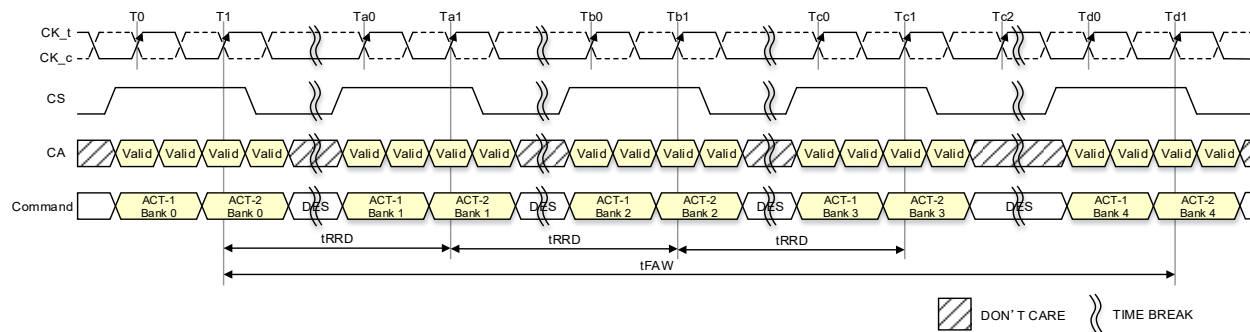 T0 T1 Ta0 Ta1 Tb0 Tb1 Tc0 Tc1 Tc2 Td0 Td1
CK_t
CK_c
CS
CA Valid Valid Valid Valid Valid Valid Valid Valid Valid Valid Valid Valid Valid Valid Valid Valid Valid Valid Valid Valid
Command ACT-1 Bank 0 ACT-2 Bank 0 DES ACT-1 Bank 1 ACT-2 Bank 1 DES ACT-1 Bank 2 ACT-2 Bank 2 DES ACT-1 Bank 3 ACT-2 Bank 3 DES ACT-1 Bank 4 ACT-2 Bank 4
tRRD tRRD tRRD
tFAW
DON'T CARE TIME BREAK